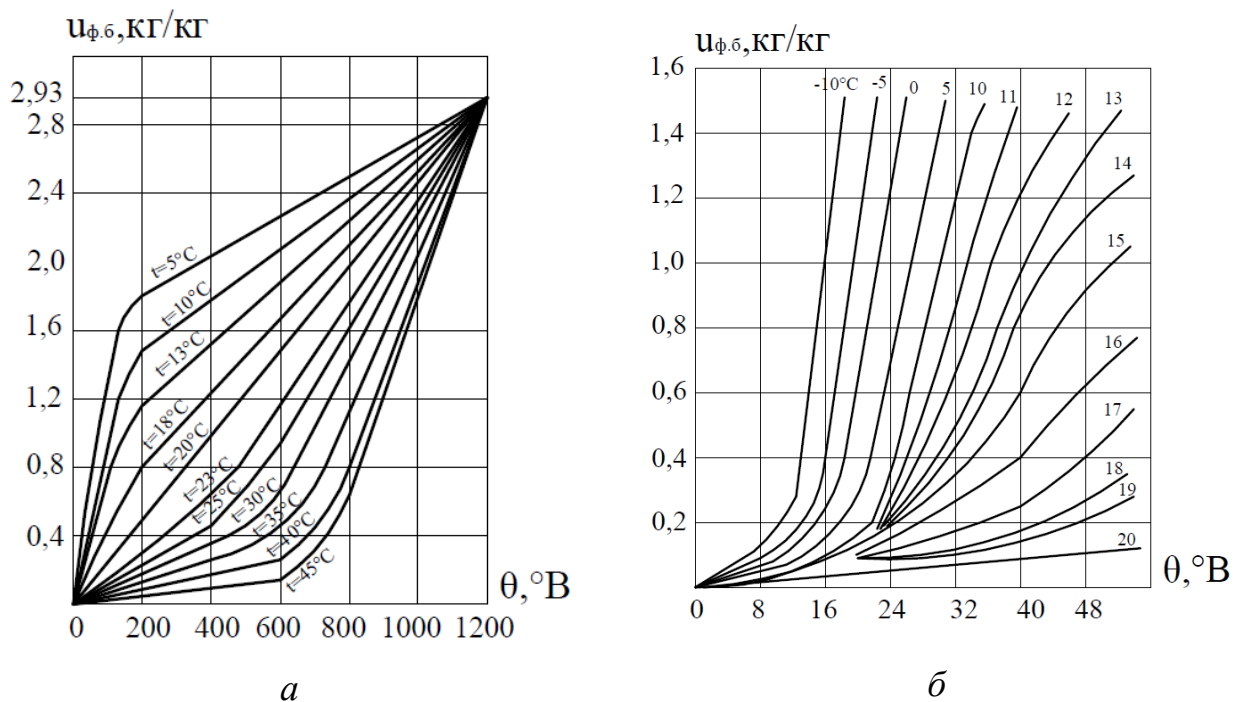 uф.б,кг/кг
2,93
2,8
2,4
2,0
1,6
1,2
0,8
0,4
t=5°C
t=10°C
t=13°C
t=18°C
t=20°C
t=23°C
t=25°C
t=30°C
t=35°C
t=40°C
t=45°C
θ,°В
0 200 400 600 800 1000 1200
а
uф.б,кг/кг
1,6
1,4
1,2
1,0
0,8
0,6
0,4
0,2
-10°C -5 0 5 10 11 12 13
14
15
16
17
18
19
20
θ,°В
0 8 16 24 32 40 48
б